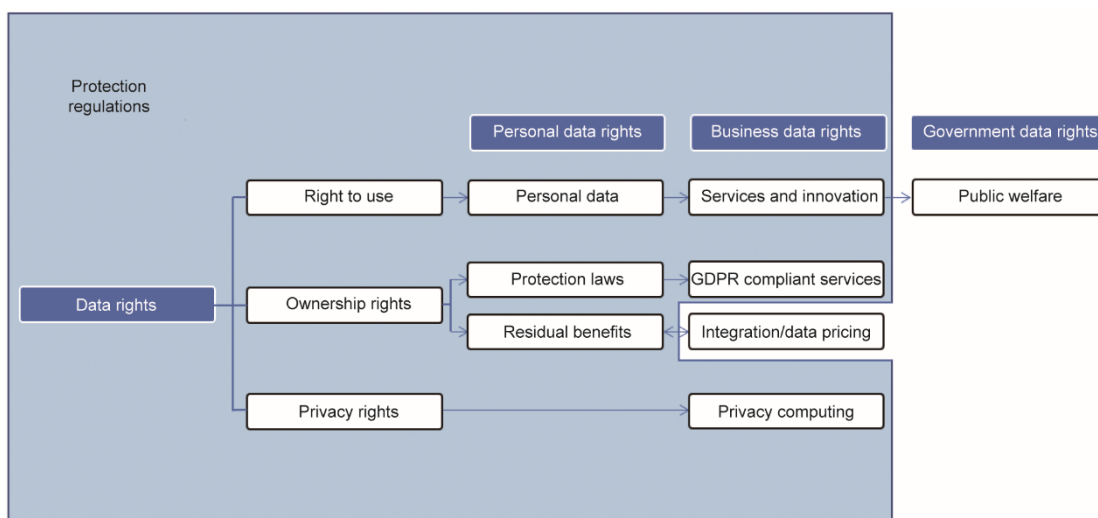 Protection
regulations
Personal data rights
Business data rights
Government data rights
Right to use
Personal data
Services and innovation
Public welfare
Protection laws
GDPR compliant services
Data rights
Ownership rights
Residual benefits
Integration/data pricing
Privacy rights
Privacy computing